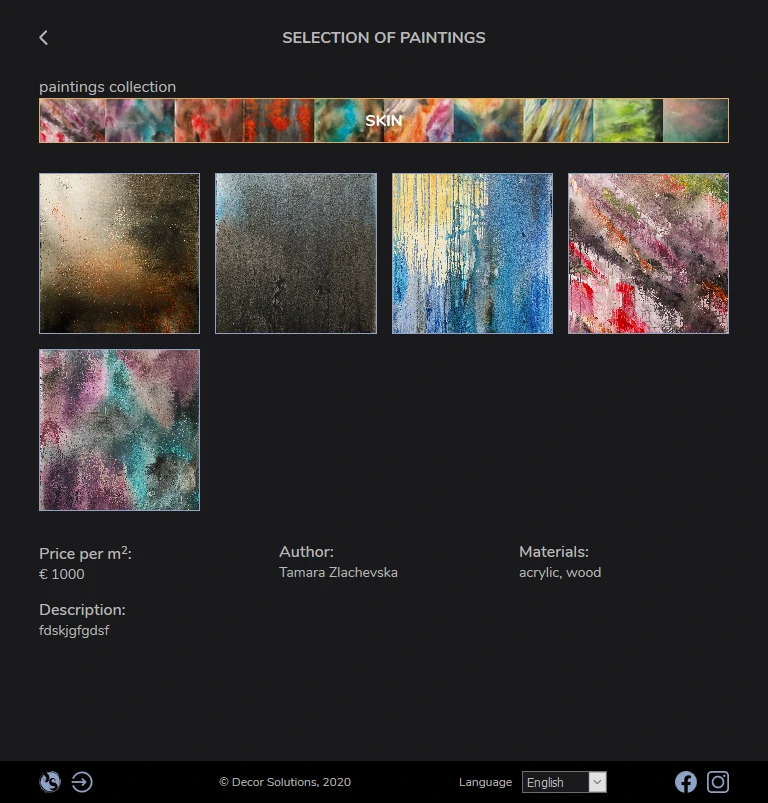 SELECTION OF PAINTINGS
paintings collection
SKIN
Price per m²:
€ 1000
Author:
Tamara Zlachevska
Materials:
acrylic, wood
Description:
fdskjgfgdsf
© Decor Solutions, 2020
Language
English